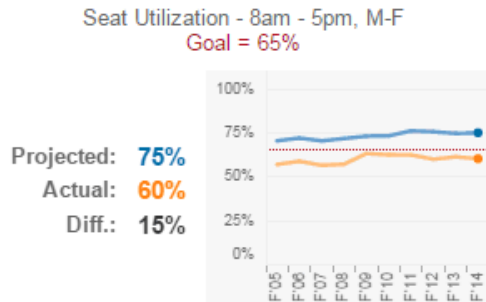 Seat Utilization - 8am - 5pm, M-F
Goal = 65%
Projected: 75%
Actual: 60%
Diff.: 15%
100%
75%
50%
25%
0%
F'05
F'06
F'07
F'08
F'09
F'10
F'11
F'12
F'13
F'14